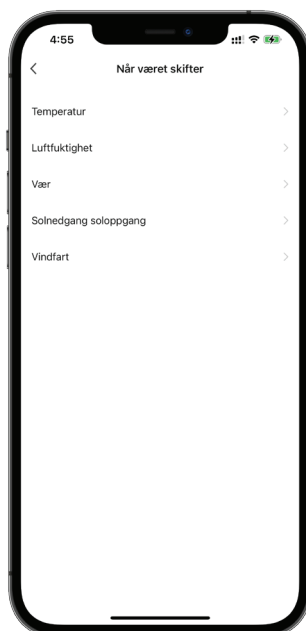 4:55
Når været skifter
Temperatur
Luftfuktighet
Vær
Solnedgang soloppgang
Vindfart